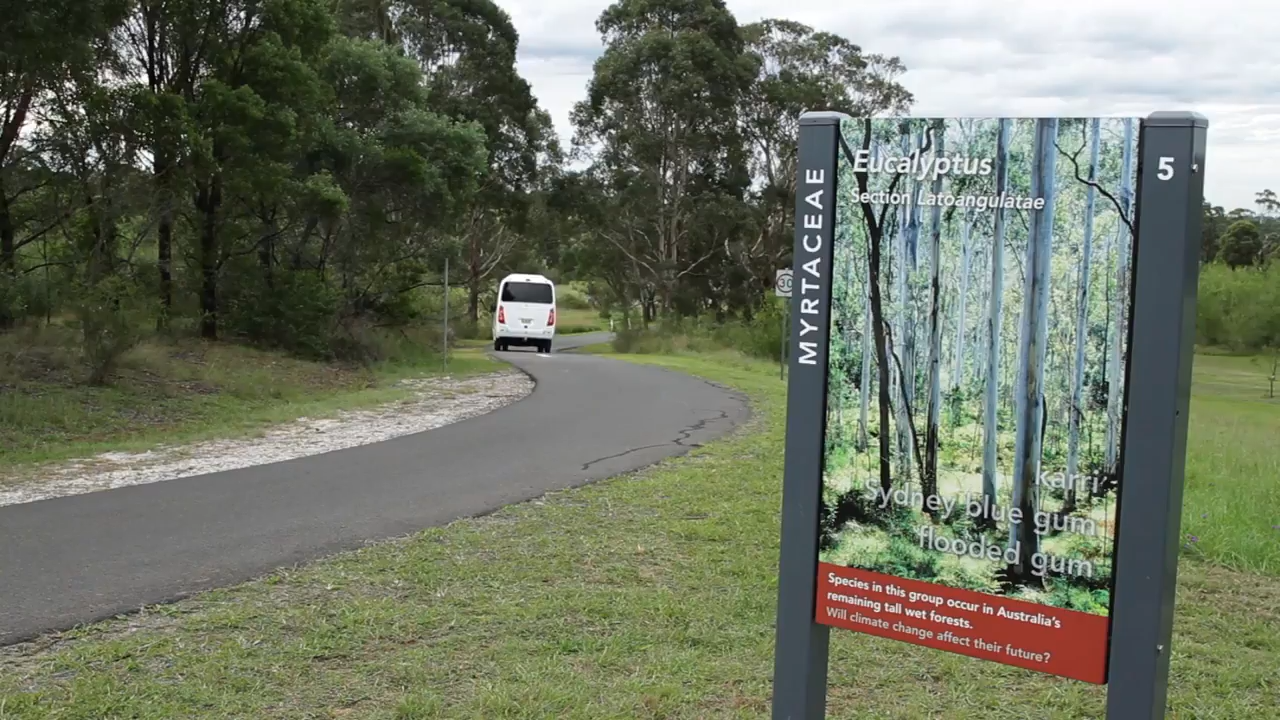 MYRTACEAE
5
Eucalyptus
Section Latoangulatae
karri
Sydney blue gum
flooded gum
Species in this group occur in Australia's
remaining tall wet forests.
Will climate change affect their future?